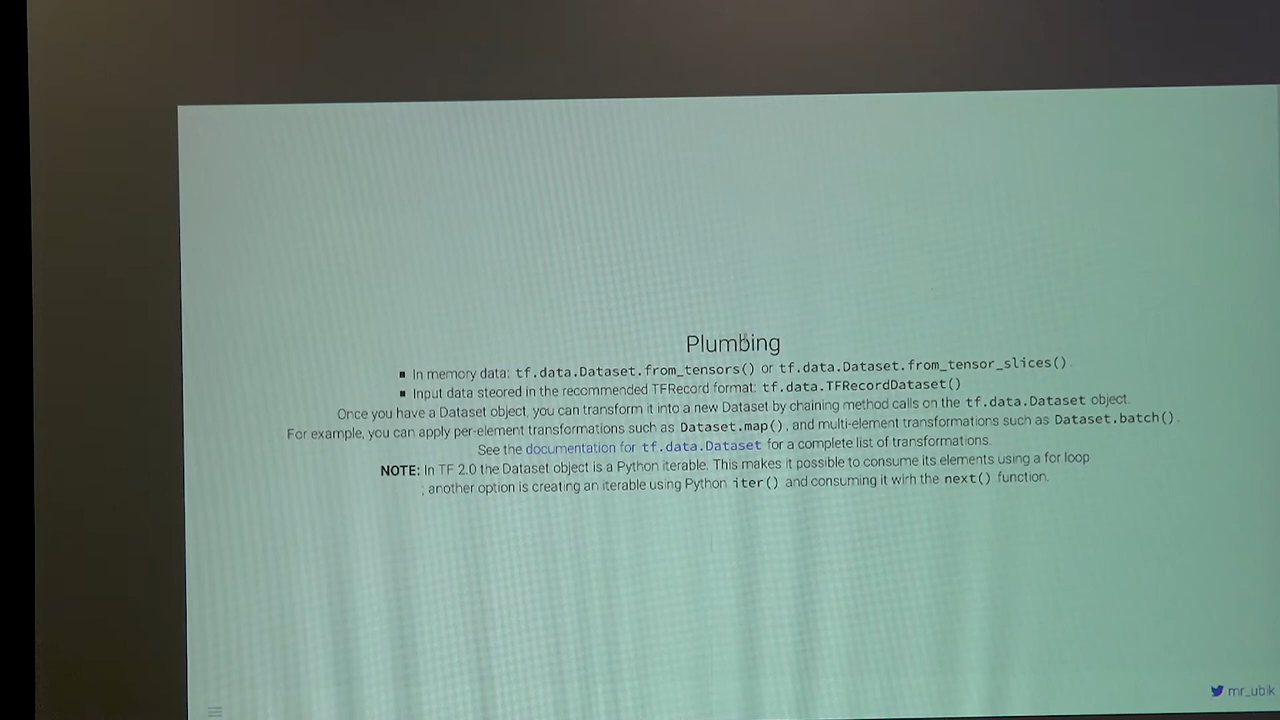 Plumbing
▪ In memory data: tf.data.Dataset.from_tensors() or tf.data.Dataset.from_tensor_slices().
▪ Input data steored in the recommended TFRecord format: tf.data.TFRecordDataset()
Once you have a Dataset object, you can transform it into a new Dataset by chaining method calls on the tf.data.Dataset object.
For example, you can apply per-element transformations such as Dataset.map(), and multi-element transformations such as Dataset.batch().
See the documentation for tf.data.Dataset for a complete list of transformations.
NOTE: In TF 2.0 the Dataset object is a Python iterable. This makes it possible to consume its elements using a for loop
; another option is creating an iterable using Python iter() and consuming it wirh the next() function.
mr_ubik